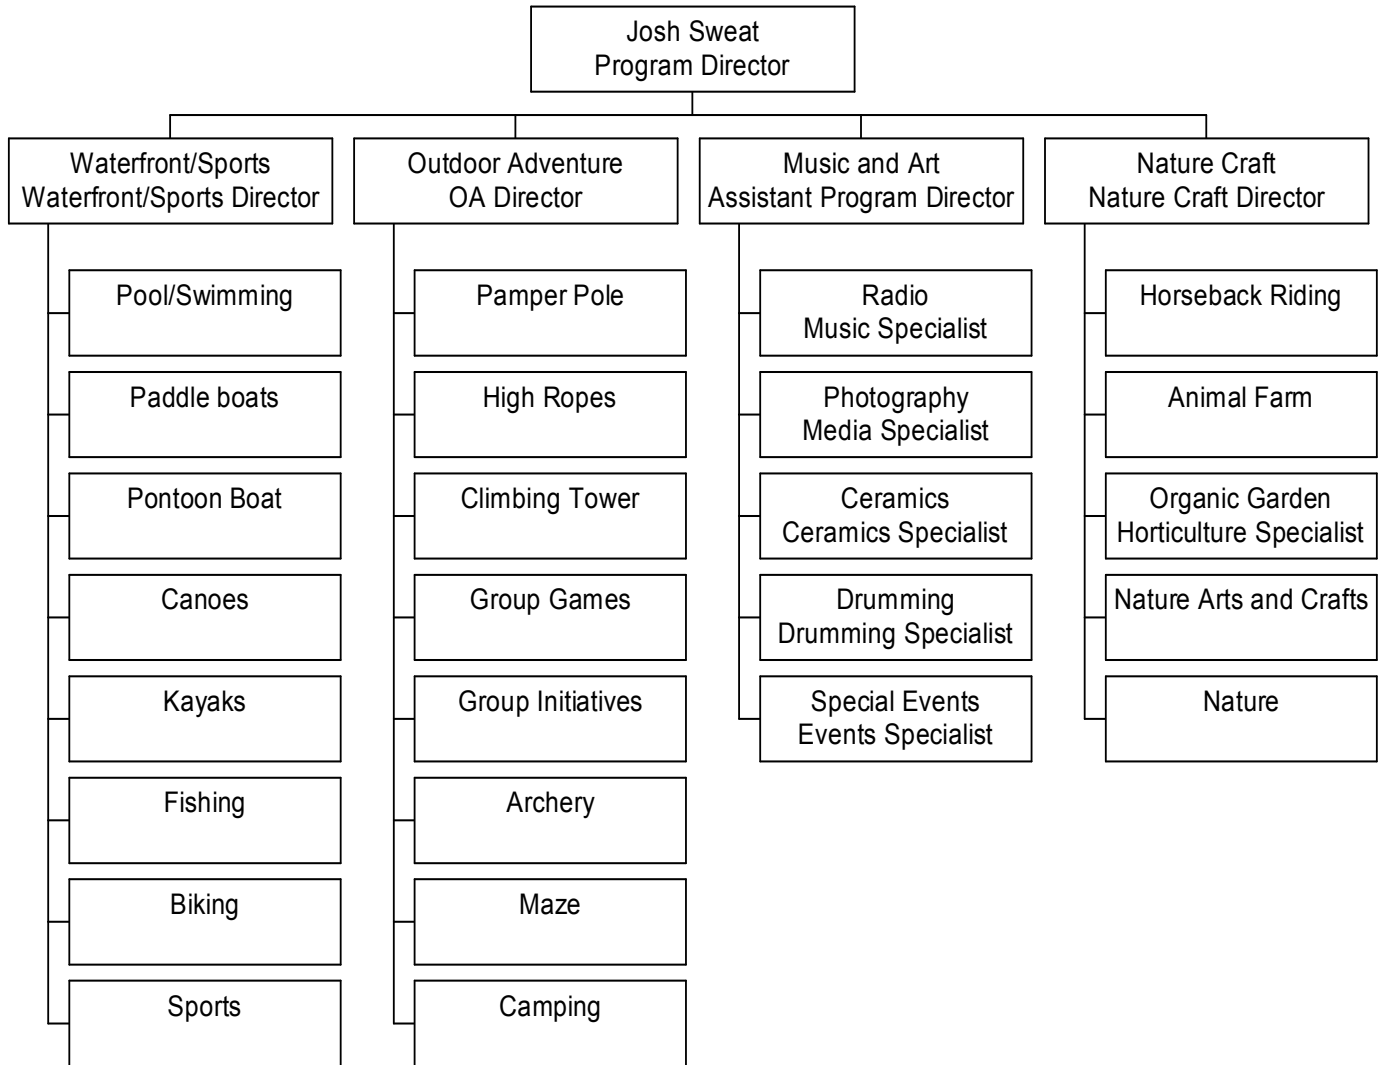 Josh Sweat
Program Director
Waterfront/Sports
Waterfront/Sports Director
Outdoor Adventure
OA Director
Music and Art
Assistant Program Director
Nature Craft
Nature Craft Director
Pool/Swimming
Paddle boats
Pontoon Boat
Canoes
Kayaks
Fishing
Biking
Sports
Pamper Pole
High Ropes
Climbing Tower
Group Games
Group Initiatives
Archery
Maze
Camping
Radio
Music Specialist
Photography
Media Specialist
Ceramics
Ceramics Specialist
Drumming
Drumming Specialist
Special Events
Events Specialist
Horseback Riding
Animal Farm
Organic Garden
Horticulture Specialist
Nature Arts and Crafts
Nature